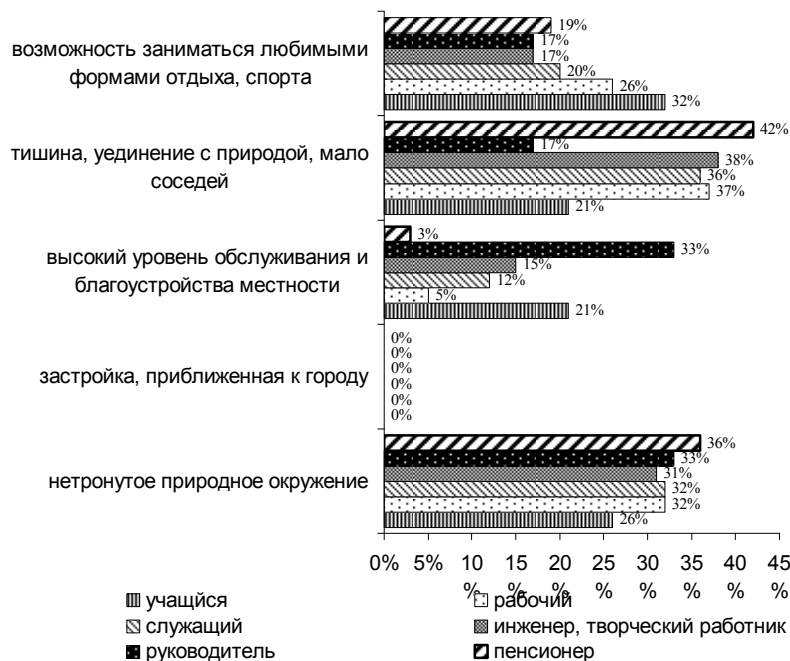 19%
возможность заниматься любимыми
17%
17%
формами отдыха, спорта
20%
26%
32%
42%
тишина, уединение с природой, мало
17%
38%
соседей
36%
37%
21%
3%
высокий уровень обслуживания и
33%
15%
благоустройства местности
12%
5%
21%
0%
0%
0%
застройка, приближенная к городу
0%
0%
0%
36%
33%
нетронутое природное окружение
31%
32%
32%
26%
0% 5% 10 15 20 25 30 35 40 45
% % % % % % % %
учащйся рабочий
служащий инженер, творческий работник
руководитель пенсионер